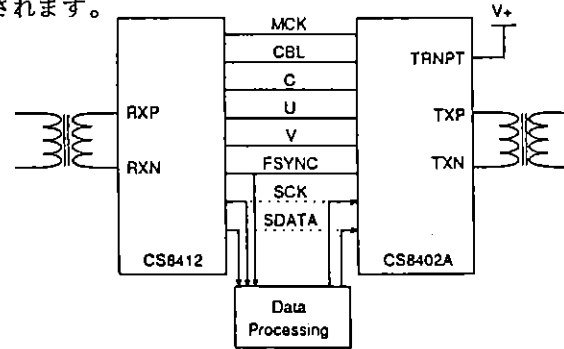 されます。
MCK
V+
CBL
TRNPT
C
RXP
U
TXP
V
RXN
FSYNC
TXN
SCK
SDATA
CS8412
CS8402A
Data
Processing